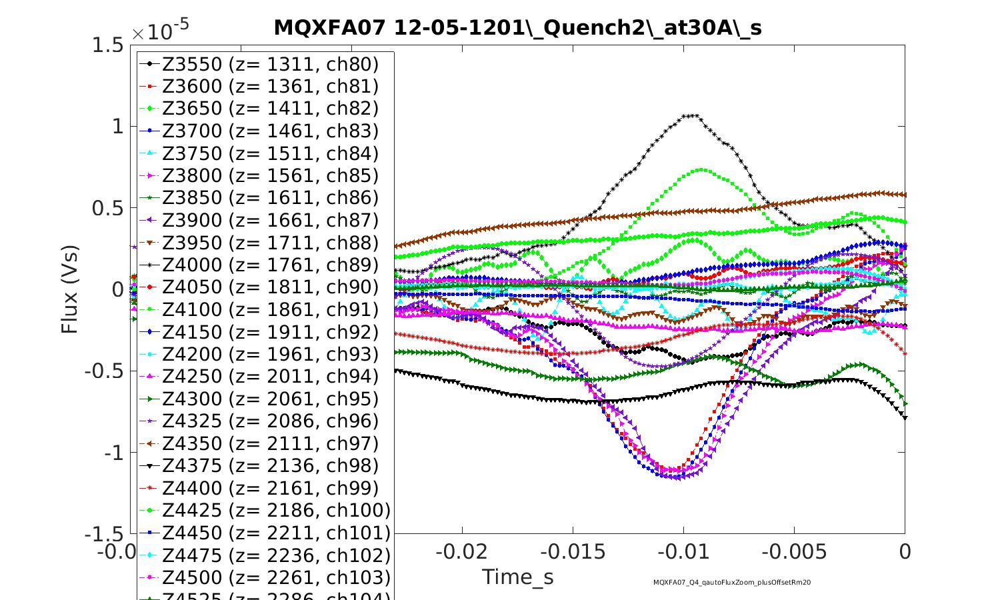 MQXFA07 12-05-1201\_Quench2\_at30A\_s
×10-5
1.5
1
0.5
0
-0.5
-1
-1.5
Flux (Vs)
Z3550 (z= 1311, ch80)
Z3600 (z= 1361, ch81)
Z3650 (z= 1411, ch82)
Z3700 (z= 1461, ch83)
Z3750 (z= 1511, ch84)
Z3800 (z= 1561, ch85)
Z3850 (z= 1611, ch86)
Z3900 (z= 1661, ch87)
Z3950 (z= 1711, ch88)
Z4000 (z= 1761, ch89)
Z4050 (z= 1811, ch90)
Z4100 (z= 1861, ch91)
Z4150 (z= 1911, ch92)
Z4200 (z= 1961, ch93)
Z4250 (z= 2011, ch94)
Z4300 (z= 2061, ch95)
Z4325 (z= 2086, ch96)
Z4350 (z= 2111, ch97)
Z4375 (z= 2136, ch98)
Z4400 (z= 2161, ch99)
Z4425 (z= 2186, ch100)
Z4450 (z= 2211, ch101)
Z4475 (z= 2236, ch102)
Z4500 (z= 2261, ch103)
Z4525 (z= 2286, ch104)
-0.0 -0.02 -0.015 -0.01 -0.005 0
Time_s
MQXFA07_Q4_qautoFluxZoom_plusOffsetRm20